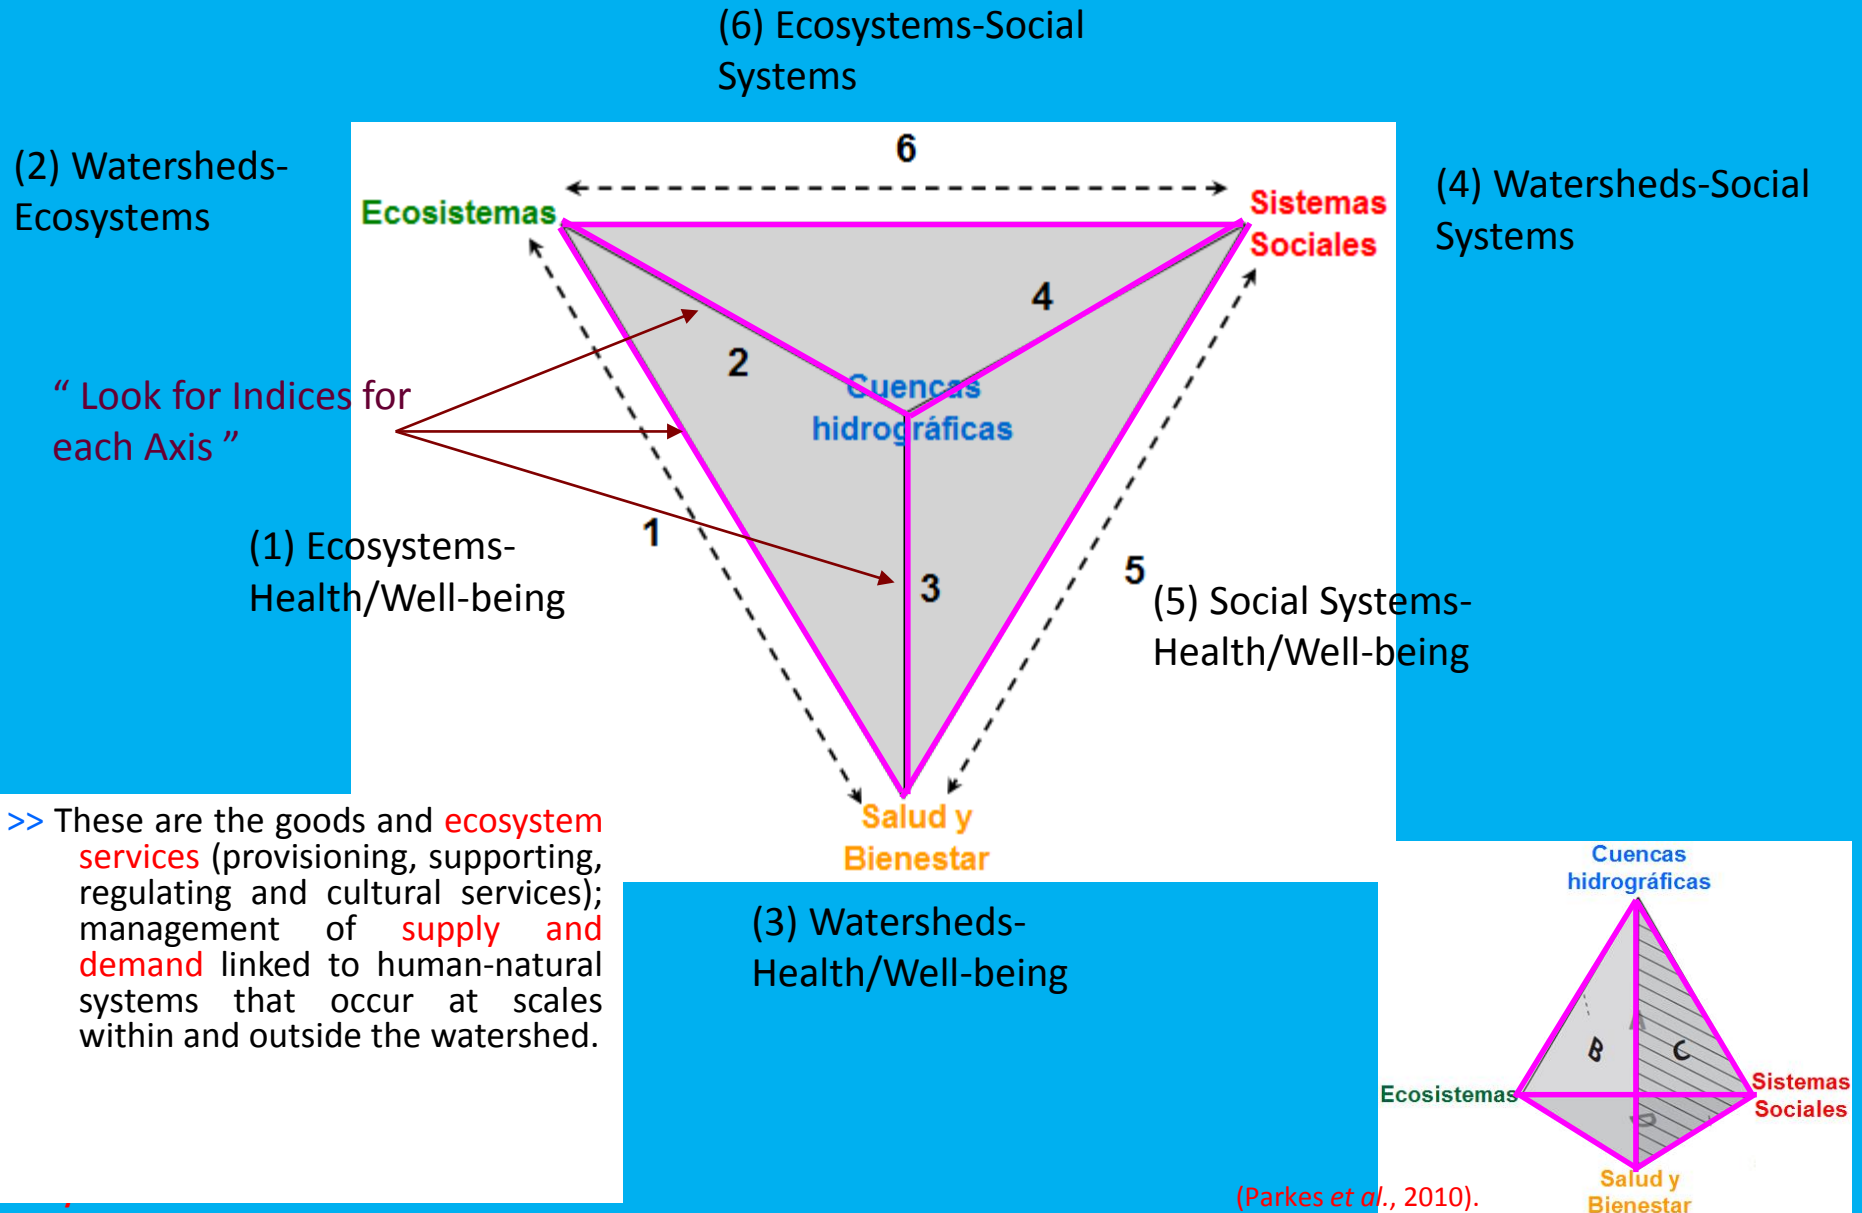 (6) Ecosystems-Social
Systems
(2) Watersheds-
Ecosystems
6
Ecosistemas
Sistemas
Sociales
(4) Watersheds-Social
Systems
4
2
“ Look for Indices for
each Axis ”
Cuencas
hidrográficas
1
(1) Ecosystems-
Health/Well-being
3
5
(5) Social Systems-
Health/Well-being
Salud y
Bienestar
>> These are the goods and ecosystem
services (provisioning, supporting,
regulating and cultural services);
management of supply and
demand linked to human-natural
systems that occur at scales
within and outside the watershed.
(3) Watersheds-
Health/Well-being
Cuencas
hidrográficas
A
B
C
Ecosistemas
Sistemas
Sociales
D
Salud y
Bienestar
(Parkes et al., 2010).